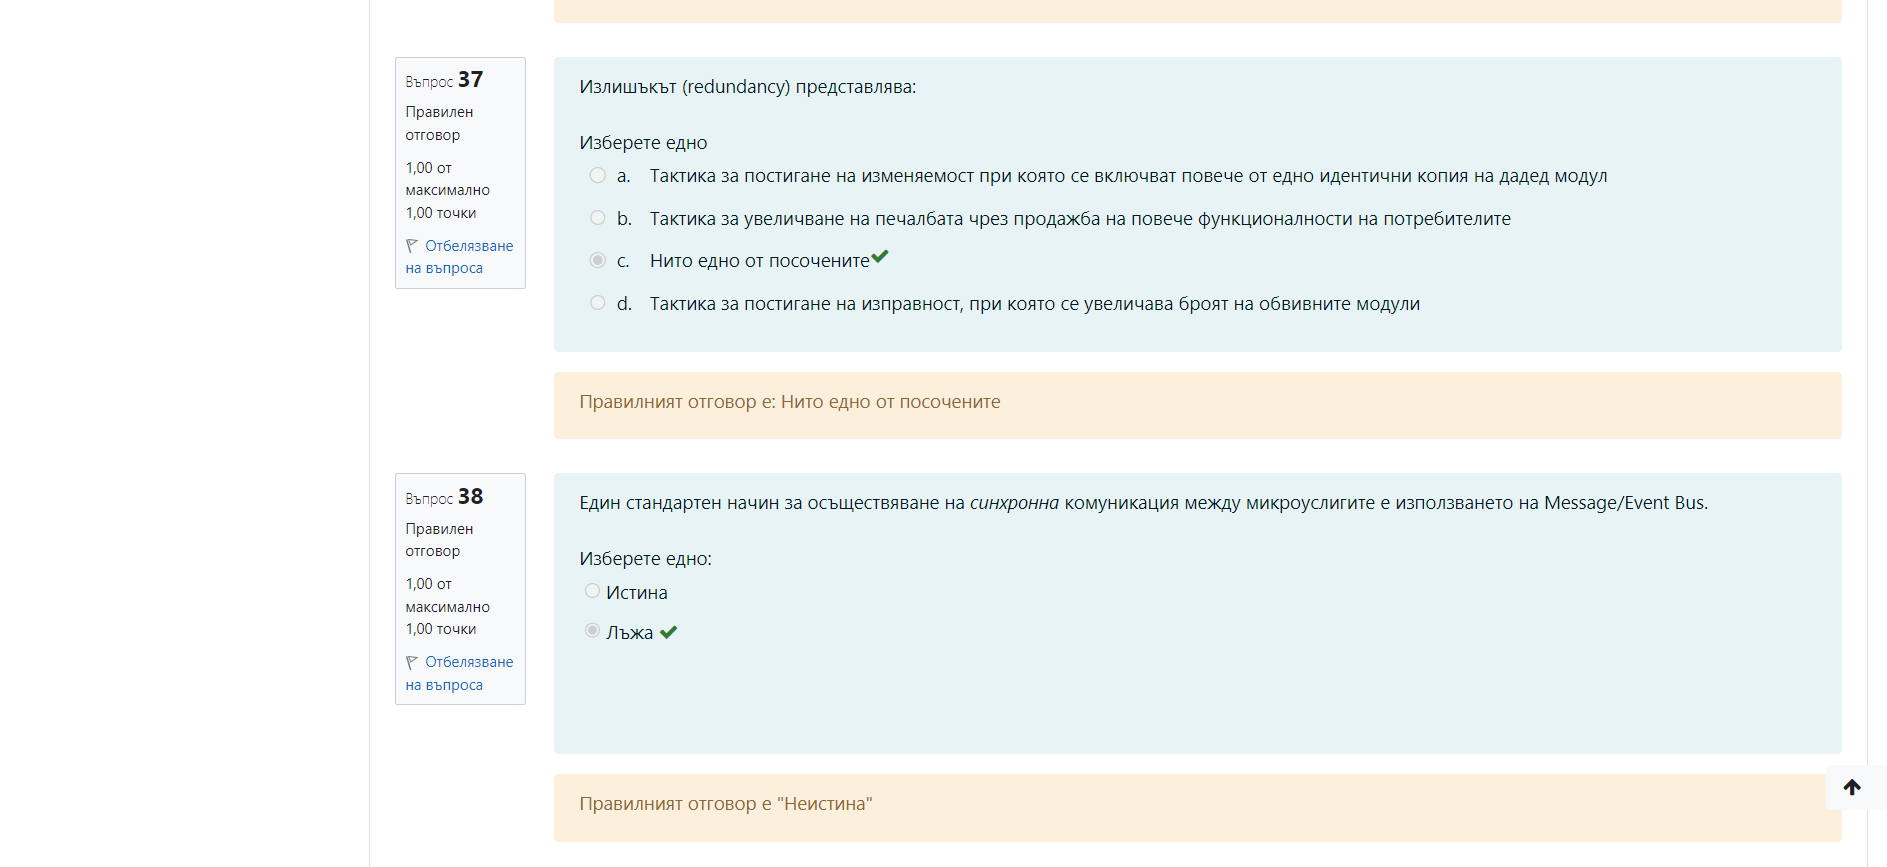 Въпрос 37
Правилен
отговор
1,00 от
максимално
1,00 точки
Отбелязване
на въпроса
Излишъкът (redundancy) представлява:
Изберете едно
a. Тактика за постигане на изменяемост при която се включват повече от едно идентични копия на дадед модул
b. Тактика за увеличване на печалбата чрез продажба на повече функционалности на потребителите
c. Нито едно от посочените
d. Тактика за постигане на изправност, при която се увеличава броят на обвивните модули
Правилният отговор е: Нито едно от посочените
Въпрос 38
Правилен
отговор
1,00 от
максимално
1,00 точки
Отбелязване
на въпроса
Един стандартен начин за осъществяване на синхронна комуникация между микроуслигите е използването на Message/Event Bus.
Изберете едно:
Истина
Лъжа
Правилният отговор е "Неистина"